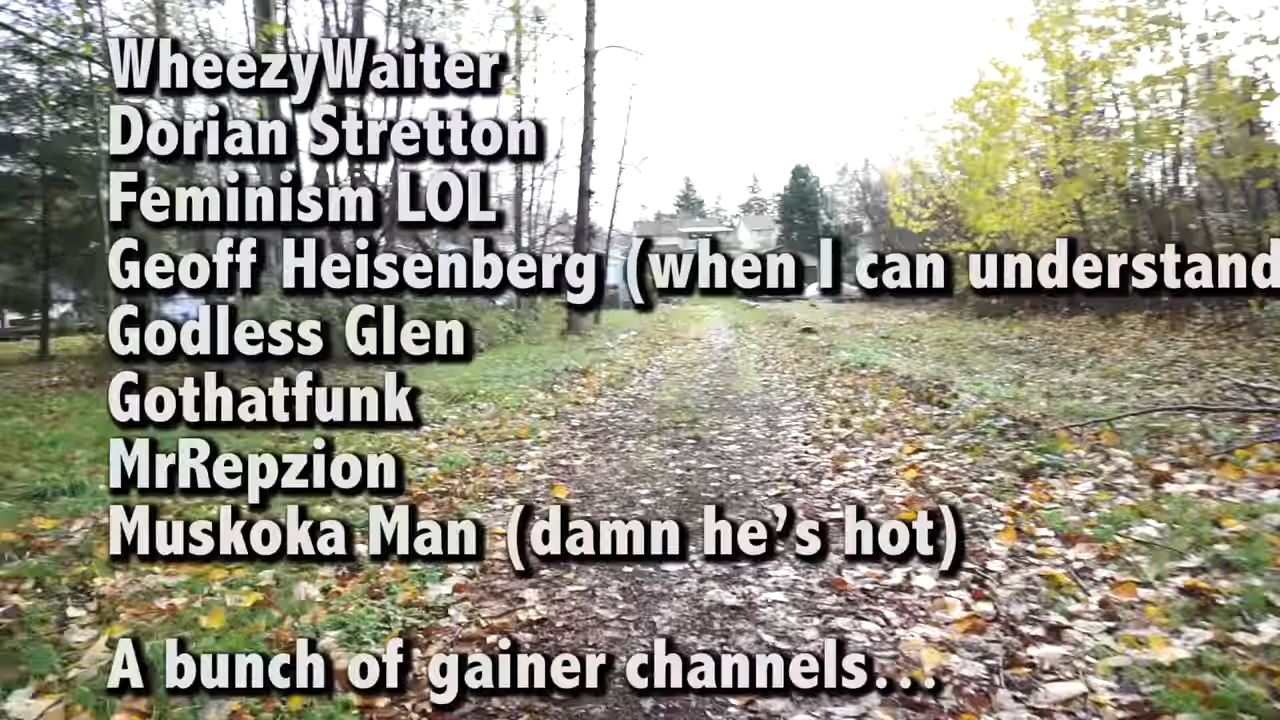 WheezyWaiter
Dorian Stretton
Feminism LOL
Geoff Heisenberg (when I can understand
Godless Glen
Gothatfunk
MrRepzion
Muskoka Man (damn he’s hot)
A bunch of gainer channels…